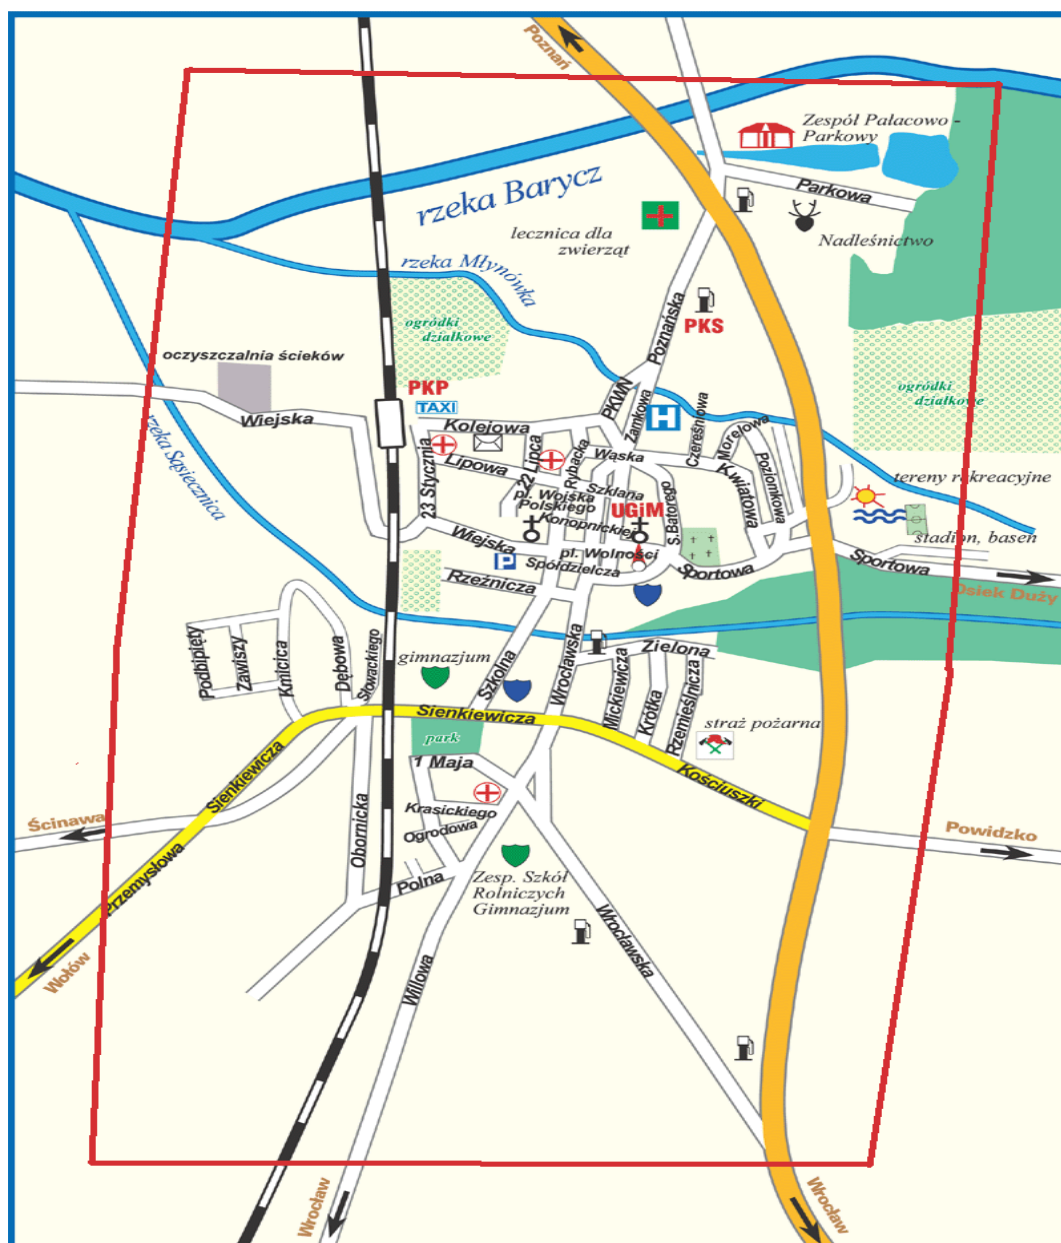 Poznań
Zespół Pałacowo -
Parkowy
rzeka Barycz
Parkowa
lecznica dla
zwierząt
Nadleśnictwo
rzeka Młynówka
Poznańska
PKS
ogródki
działkowe
oczyszczalnia ścieków
PKP
TAXI
ogródki
działkowe
PKWN
Zamkowa
H
Czereśniowa
Morelowa
Wiejska
Kolejowa
rzeka Sąsiecznica
23 Stycznia
Lipowa
22 Lipca
Rybacka
Wąska
Kwiatowa
Poziomkowa
tereny rekreacyjne
Szklana
pl. Wojska
Polskiego
UGiM
Konopnickiej
S.Batorego
stadion, basen
Wiejska
pl. Wolności
P
Spółdzielcza
Sportowa
Sportowa
Rzeźnicza
Osiek Duży
Podbipięty
Zawiszy
Kmicica
Dębowa
Słowackiego
gimnazjum
Szkolna
Wrocławska
Zielona
Mickiewicza
Krótka
Rzemieślnicza
Sienkiewicza
straż pożarna
park
1 Maja
Sienkiewicza
Kościuszki
Krasickiego
Ogrodowa
Obornicka
Ścinawa
Powidzko
Przemysłowa
Polna
Zesp. Szkół
Rolniczych
Gimnazjum
Wrocławska
Wołów
Willowa
Wrocław
Wrocław